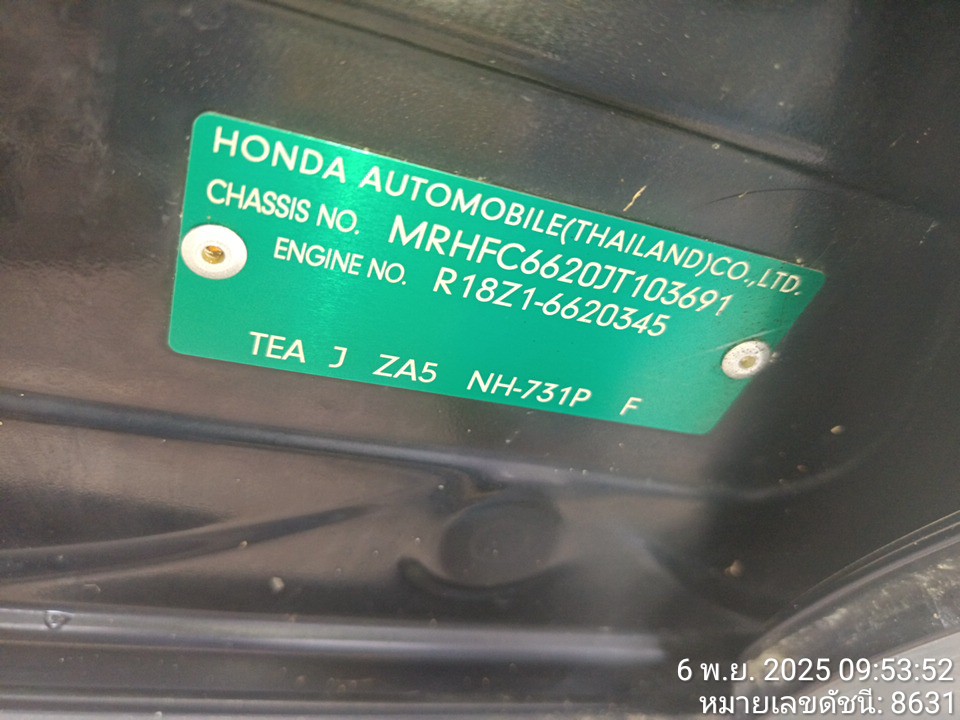 HONDA AUTOMOBILE(THAILAND)CO.,LTD.
CHASSIS NO. MRHFC6620JT103691
ENGINE NO. R18Z1-6620345
TEA J ZA5 NH-731P F
6 พ.ย. 2025 09:53:52
หมายเลขดัชนี: 8631